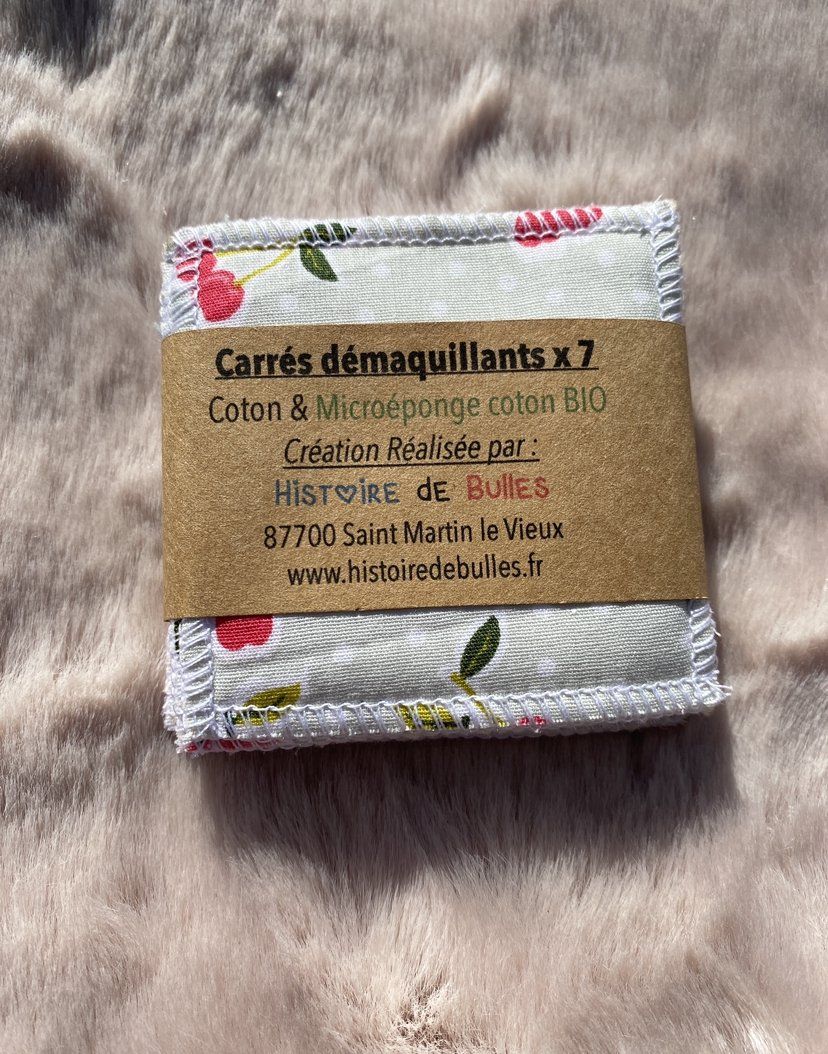 Carrés démaquillants x 7
Coton & Microéponge coton BIO
Création Réalisée par :
HiSTOiRE de BulleS
87700 Saint Martin le Vieux
www.histoiredebulles.fr